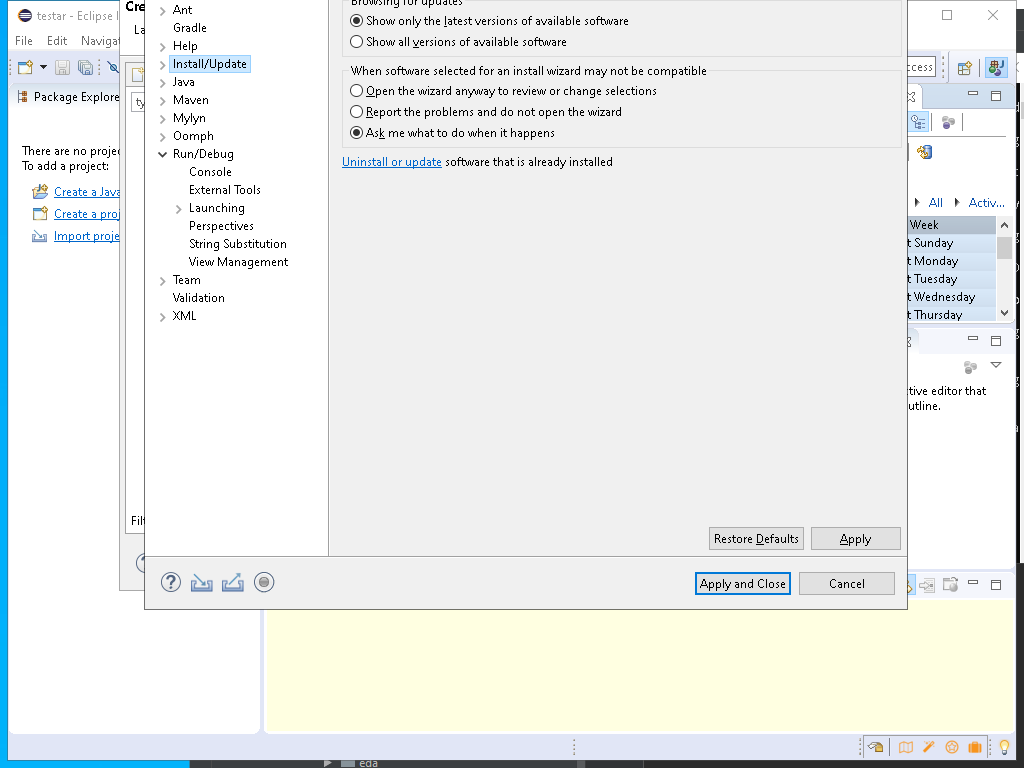 testar - Eclipse I
File Edit Navigat
Package Explore
There are no projec
To add a project:
Create a Java
Create a proj
Import proje
Cre
La
ty
Filt
Ant
Gradle
Help
Install/Update
Java
Maven
Mylyn
Oomph
Run/Debug
Console
External Tools
Launching
Perspectives
String Substitution
View Management
Team
Validation
XML
Browsing for updates
Show only the latest versions of available software
Show all versions of available software
When software selected for an install wizard may not be compatible
Open the wizard anyway to review or change selections
Report the problems and do not open the wizard
Ask me what to do when it happens
Uninstall or update software that is already installed
Restore Defaults
Apply
Apply and Close
Cancel
ccess
All
Activ...
Week
t Sunday
t Monday
t Tuesday
t Wednesday
t Thursday
tive editor that
utline.
eda